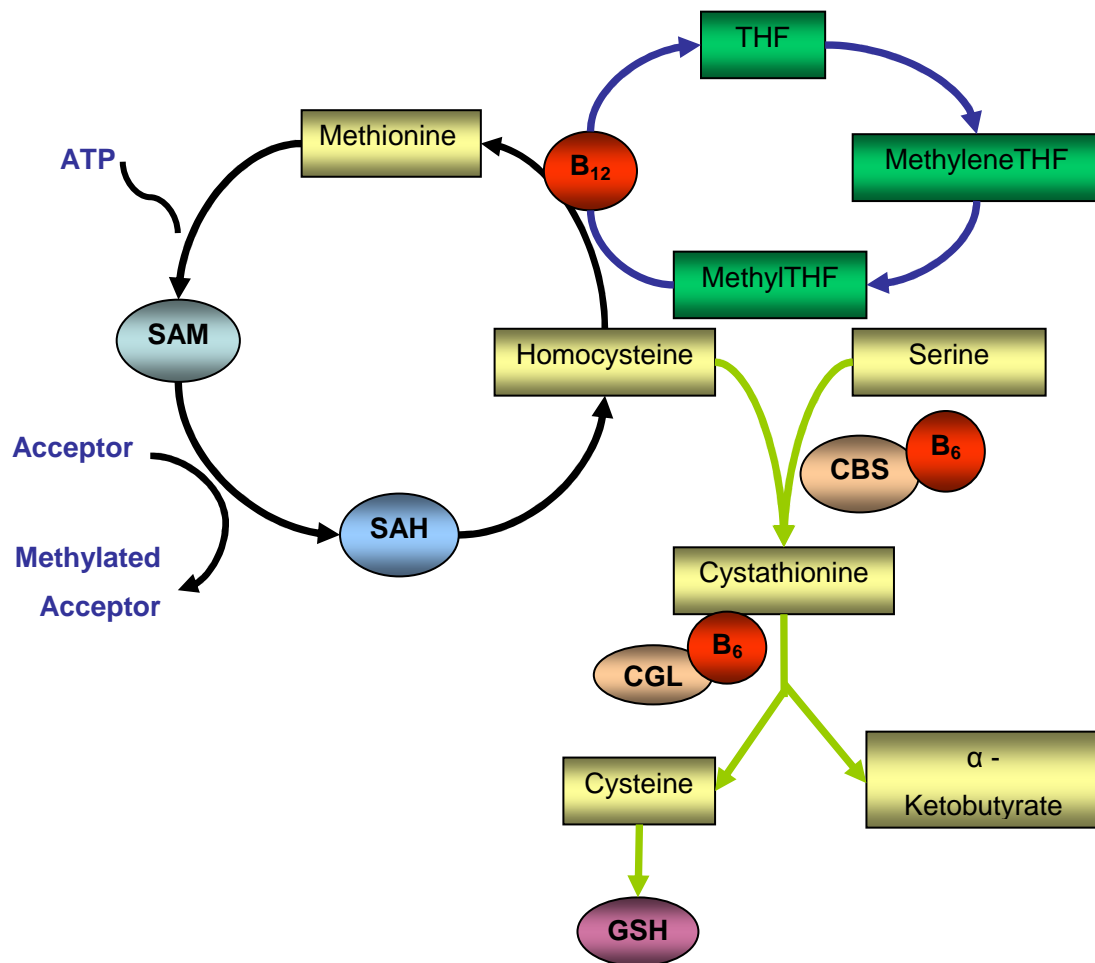 THF
Methionine
ATP
B₁₂
MethyleneTHF
MethylTHF
SAM
Homocysteine
Serine
Acceptor
CBS
B₆
SAH
Methylated
Acceptor
Cystathionine
B₆
CGL
Cysteine
α -
Ketobutyrate
GSH